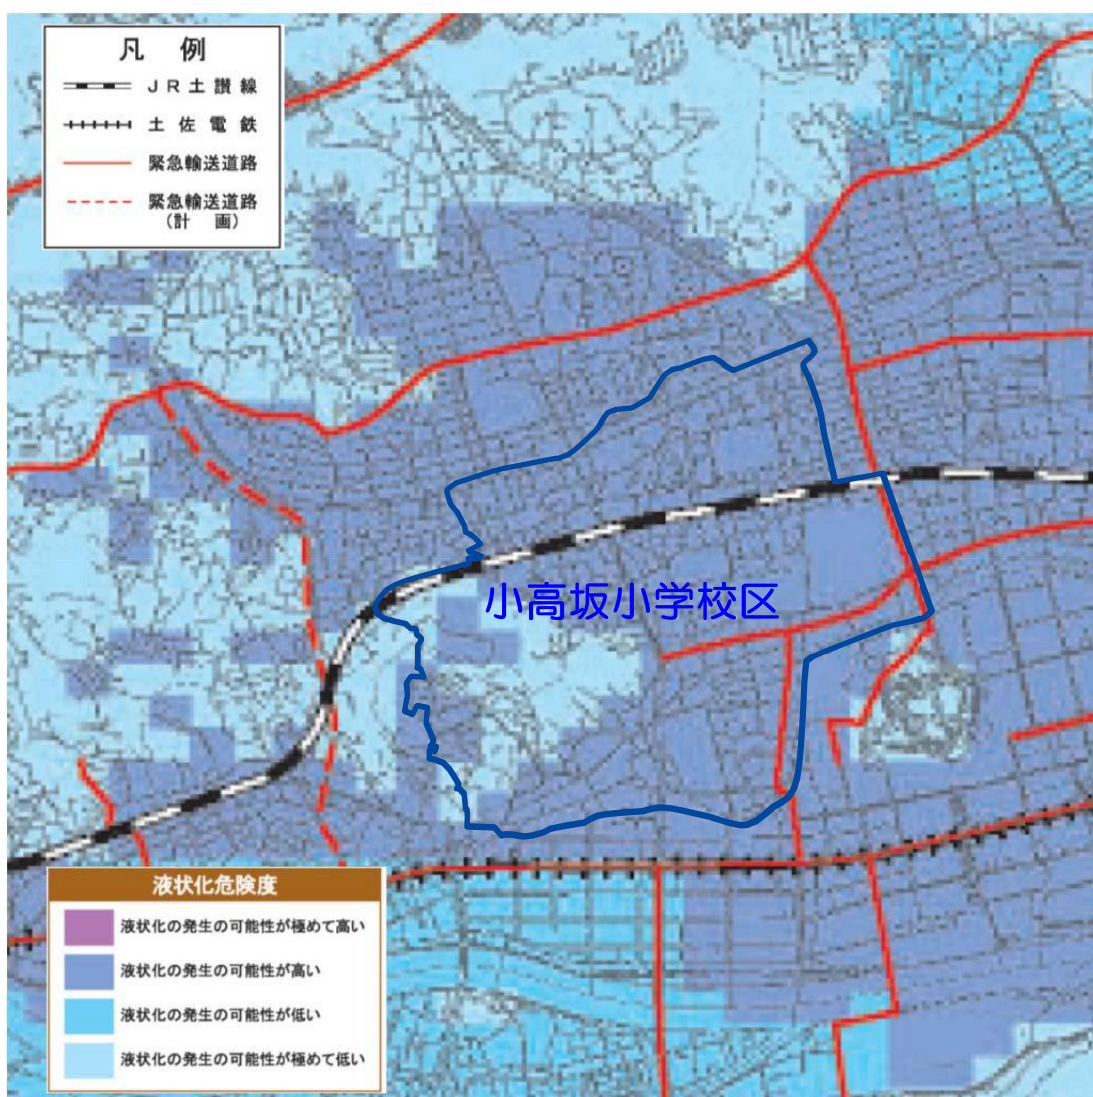 凡 例
JR土讃線
土佐電鉄
緊急輸送道路
緊急輸送道路
(計 画)
小高坂小学校区
液状化危険度
液状化の発生の可能性が極めて高い
液状化の発生の可能性が高い
液状化の発生の可能性が低い
液状化の発生の可能性が極めて低い